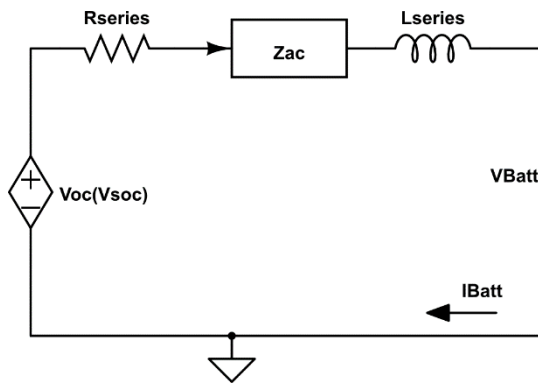 Rseries
Zac
Lseries
Voc(Vsoc)
VBatt
IBatt